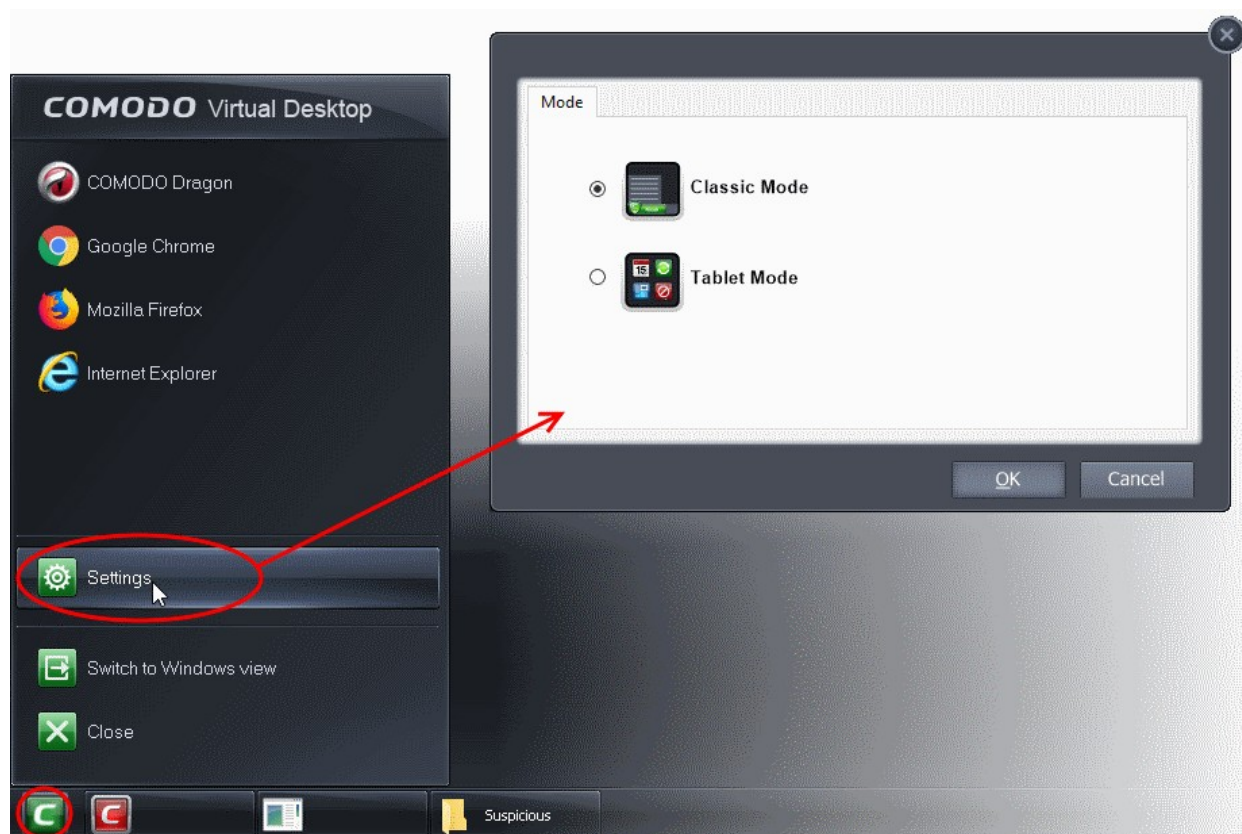 COMODO Virtual Desktop
COMODO Dragon
Google Chrome
Mozilla Firefox
Internet Explorer
Settings
Switch to Windows view
Close
Suspicious
Mode
Classic Mode
15
Tablet Mode
OK
Cancel